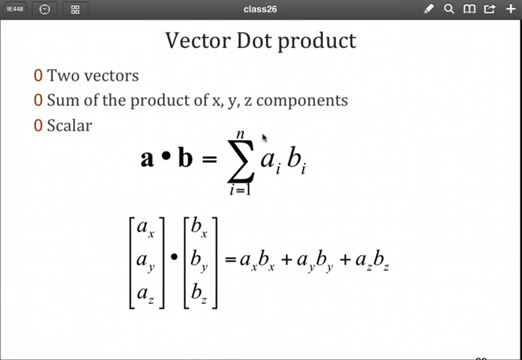 IE448
class26
Vector Dot product
0 Two vectors
0 Sum of the product of x, y, z components
0 Scalar
a • b = ∑_{i=1}^{n} a_i b_i
[a_x a_y a_z] • [b_x b_y b_z] = a_x b_x + a_y b_y + a_z b_z